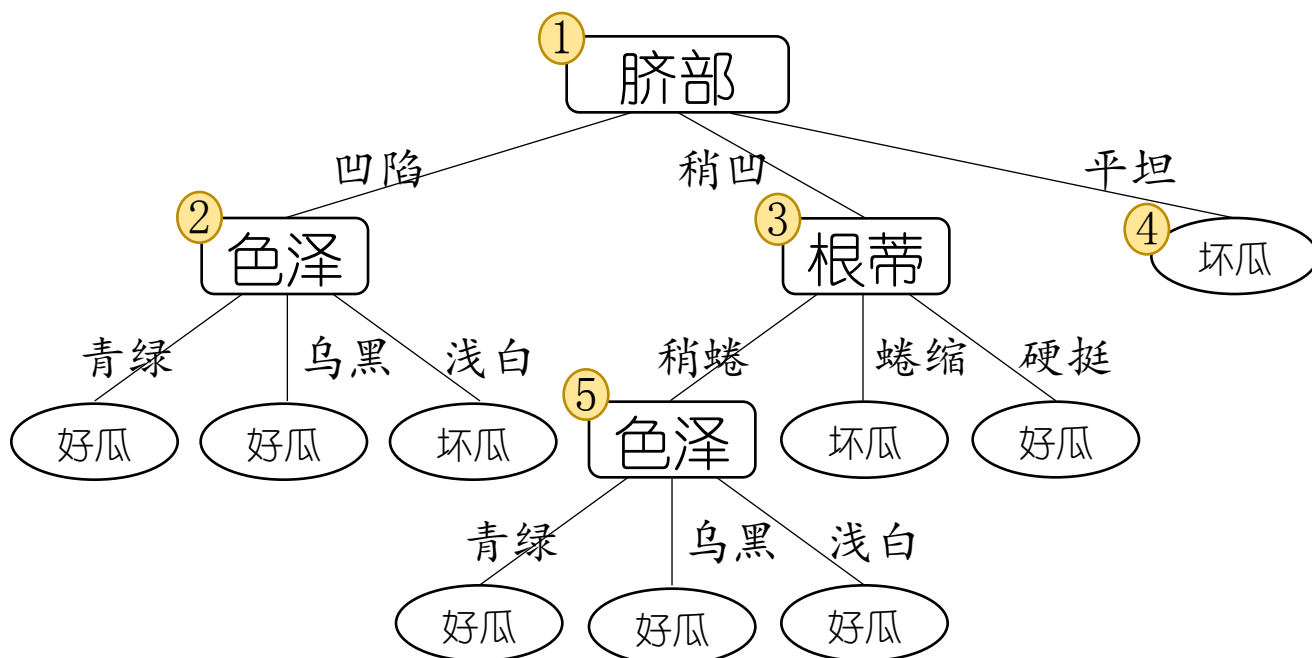 ① 脐部
凹陷 稍凹 平坦
② 色泽 ③ 根蒂 ④ 坏瓜
青绿 乌黑 浅白 稍蜷 蜷缩 硬挺
好瓜 好瓜 坏瓜 ⑤ 色泽 坏瓜 好瓜
青绿 乌黑 浅白
好瓜 好瓜 好瓜